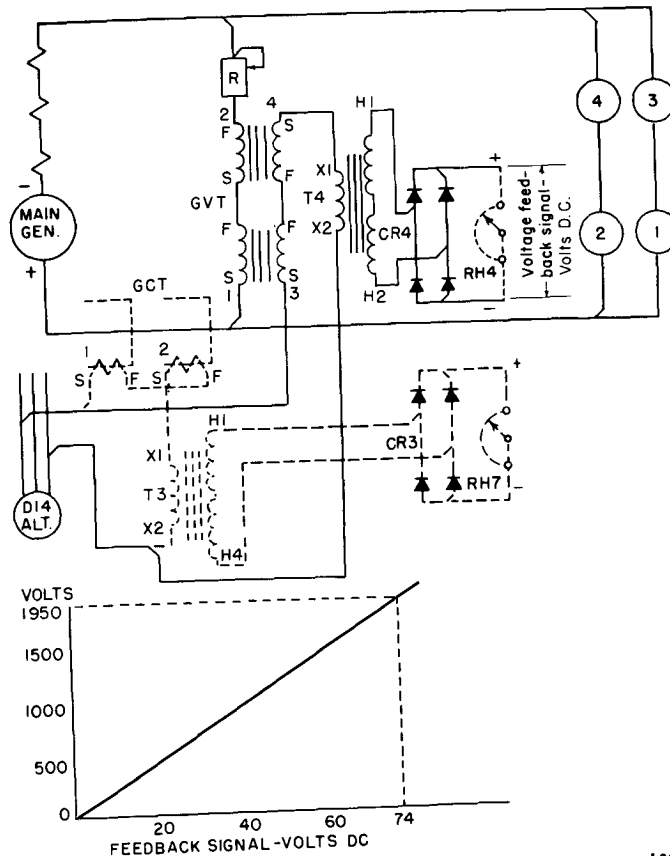 R
2
4
F
S
S
F
GVT
F
F
S
S
1
3
H1
X1
T4
X2
H2
CR4
+
-
RH4
Voltage feed-
back signal-
Volts D.C.
4
3
2
1
-
MAIN
GEN.
+
GCT
1
2
S
F
S
F
X1
T3
X2
H1
H4
CR3
+
-
RH7
D14
ALT.
VOLTS
1950
1500
1000
500
0
20
40
60
74
FEEDBACK SIGNAL-VOLTS DC